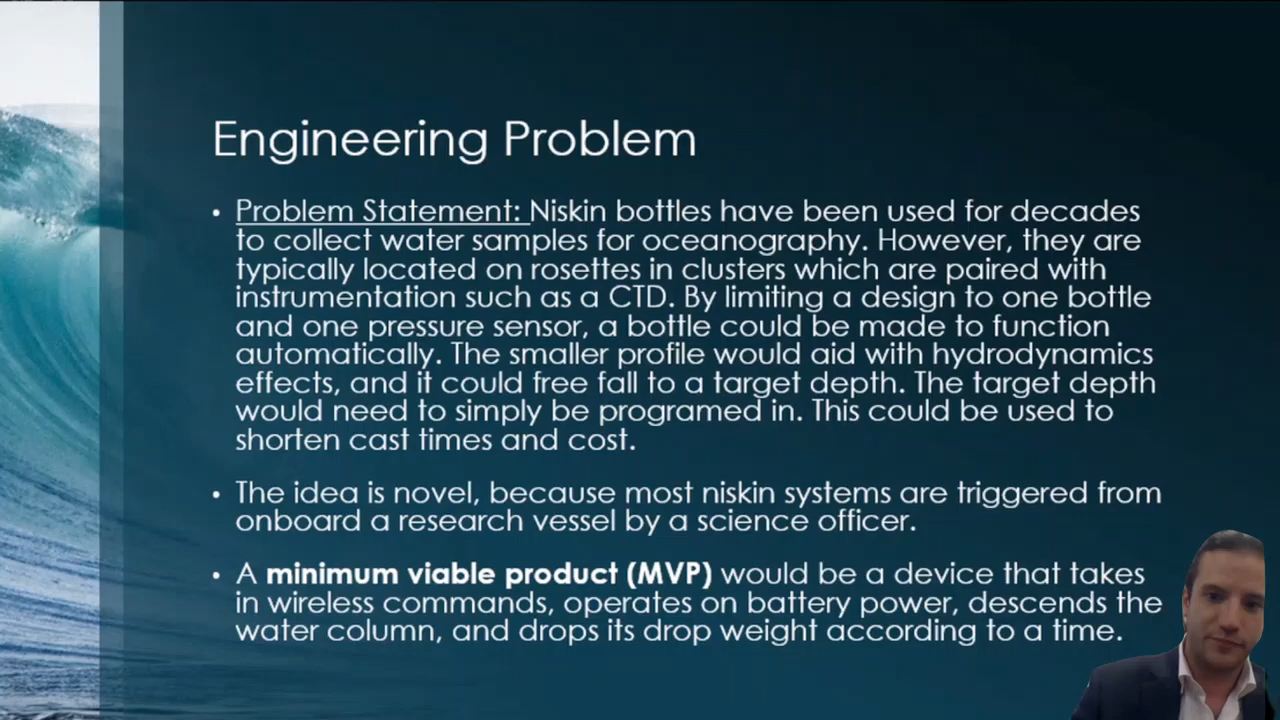 Engineering Problem
• Problem Statement: Niskin bottles have been used for decades
to collect water samples for oceanography. However, they are
typically located on rosettes in clusters which are paired with
instrumentation such as a CTD. By limiting a design to one bottle
and one pressure sensor, a bottle could be made to function
automatically. The smaller profile would aid with hydrodynamics
effects, and it could free fall to a target depth. The target depth
would need to simply be programed in. This could be used to
shorten cast times and cost.
• The idea is novel, because most niskin systems are triggered from
onboard a research vessel by a science officer.
• A minimum viable product (MVP) would be a device that takes
in wireless commands, operates on battery power, descends the
water column, and drops its drop weight according to a time.